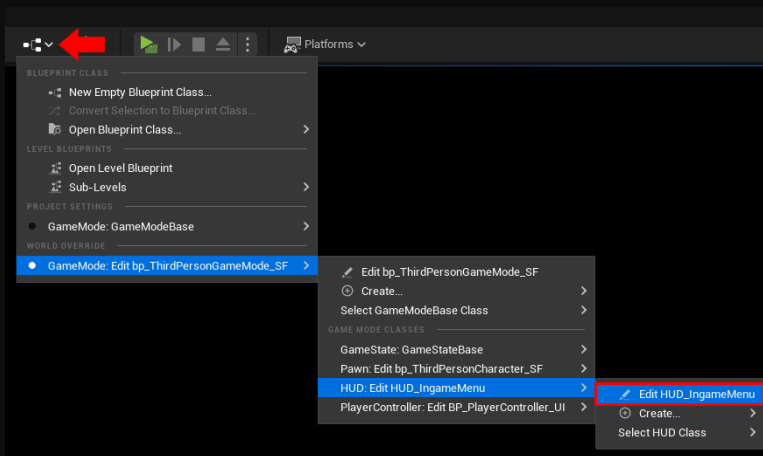 Platforms
BLUEPRINT CLASS
New Empty Blueprint Class...
Convert Selection to Blueprint Class...
Open Blueprint Class...
LEVEL BLUEPRINTS
Open Level Blueprint
Sub-Levels
PROJECT SETTINGS
GameMode: GameModeBase
WORLD OVERRIDE
GameMode: Edit bp_ThirdPersonGameMode_SF
Edit bp_ThirdPersonGameMode_SF
Create...
Select GameModeBase Class
GAME MODE CLASSES
GameState: GameStateBase
Pawn: Edit bp_ThirdPersonCharacter_SF
HUD: Edit HUD_IngameMenu
PlayerController: Edit BP_PlayerController_UI
Edit HUD_IngameMenu
Create...
Select HUD Class